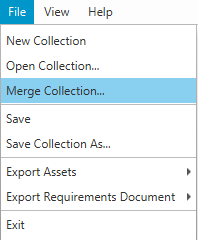 File View Help
New Collection
Open Collection...
Merge Collection...
Save
Save Collection As...
Export Assets
Export Requirements Document
Exit